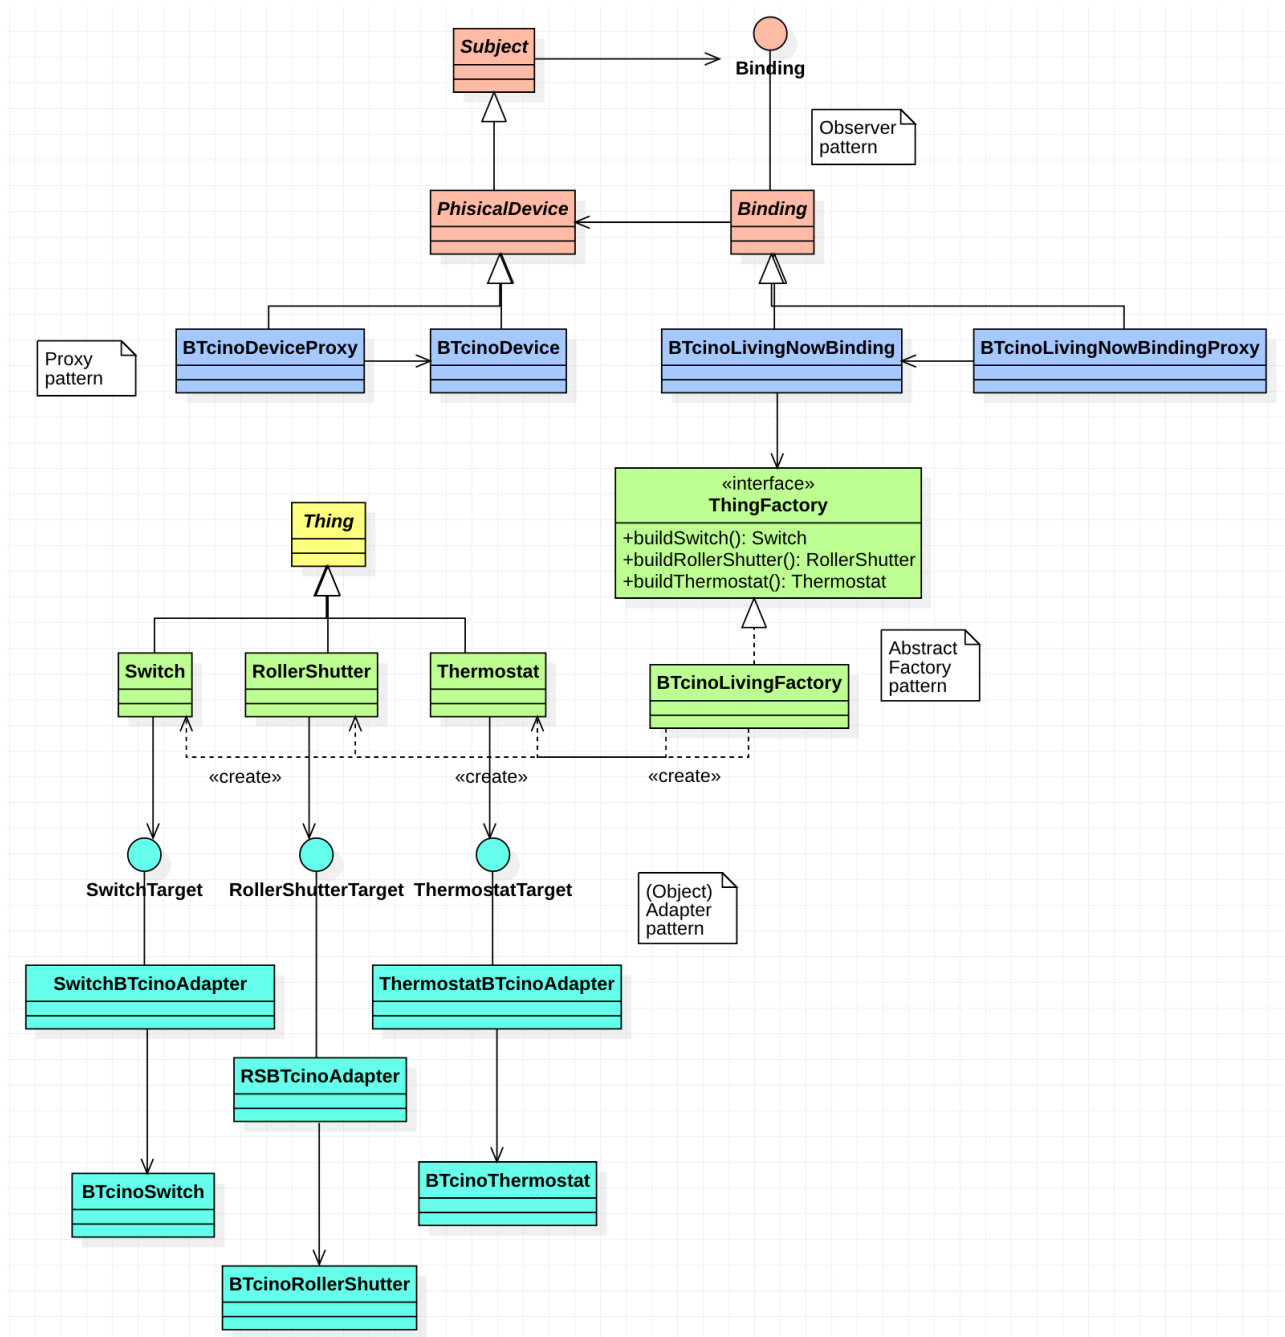 Subject
Binding
Observer
pattern
PhisicalDevice
Binding
Proxy
pattern
BTcinoDeviceProxy
BTcinoDevice
BTcinoLivingNowBinding
BTcinoLivingNowBindingProxy
«interface»
ThingFactory
+buildSwitch(): Switch
+buildRollerShutter(): RollerShutter
+buildThermostat(): Thermostat
Thing
Switch
RollerShutter
Thermostat
BTcinoLivingFactory
Abstract
Factory
pattern
«create»
«create»
«create»
SwitchTarget
RollerShutterTarget
ThermostatTarget
(Object)
Adapter
pattern
SwitchBTcinoAdapter
ThermostatBTcinoAdapter
RSBTcinoAdapter
BTcinoSwitch
BTcinoThermostat
BTcinoRollerShutter